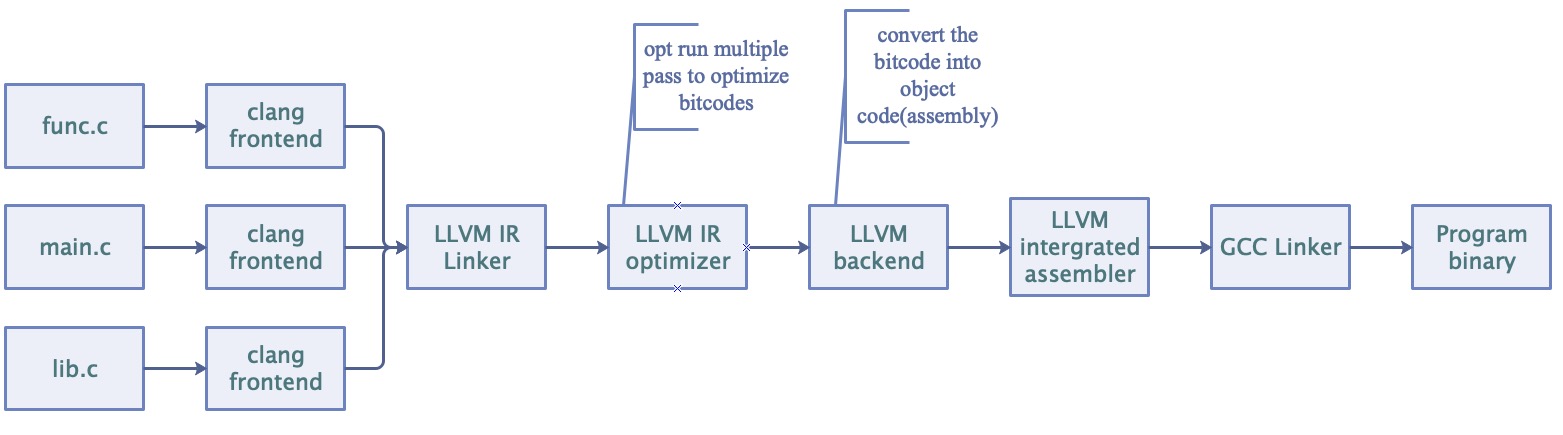 opt run multiple
pass to optimize
bitcodes
convert the
bitcode into
object
code(assembly)
func.c
clang
frontend
main.c
clang
frontend
LLVM IR
Linker
LLVM IR
optimizer
LLVM
backend
LLVM
intergrated
assembler
GCC Linker
Program
binary
lib.c
clang
frontend